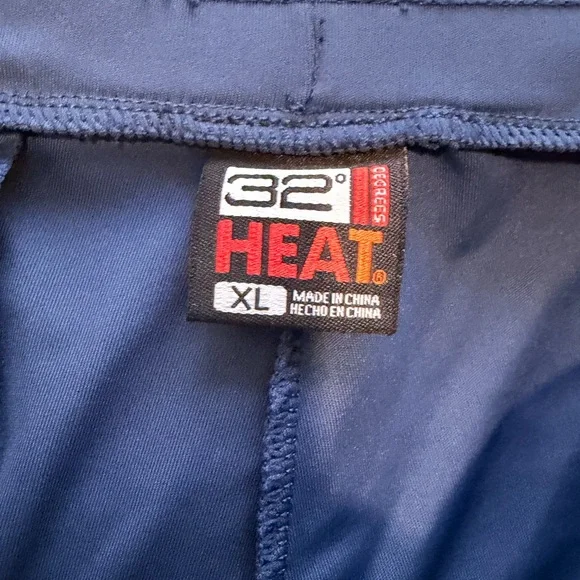 32° DEGREES
HEAT®
XL MADE IN CHINA
HECHO EN CHINA